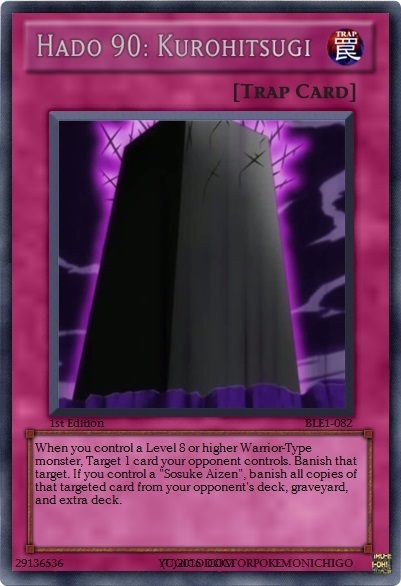 Hado 90: Kurohitsugi
TRAP
罠
[Trap Card]
1st Edition
BLE1-082
When you control a Level 8 or higher Warrior-Type
monster, Target 1 card your opponent controls. Banish that
target. If you control a "Sosuke Aizen", banish all copies of
that targeted card from your opponent's deck, graveyard,
and extra deck.
29136536